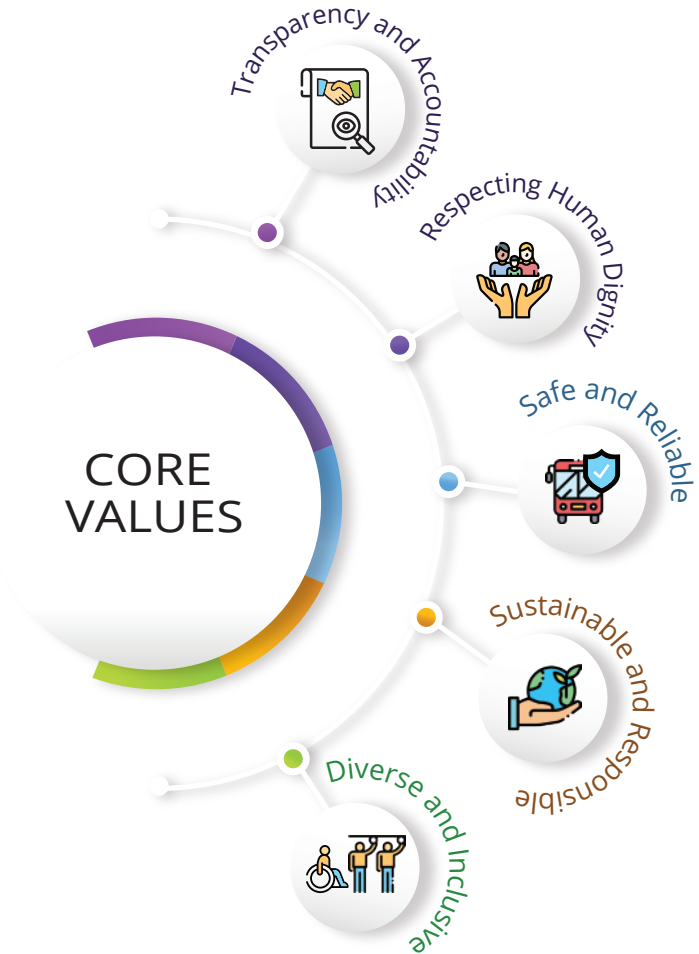 Transparency and Accountability
Respecting Human Dignity
Safe and Reliable
CORE
VALUES
Sustainable and Responsible
Diverse and Inclusive